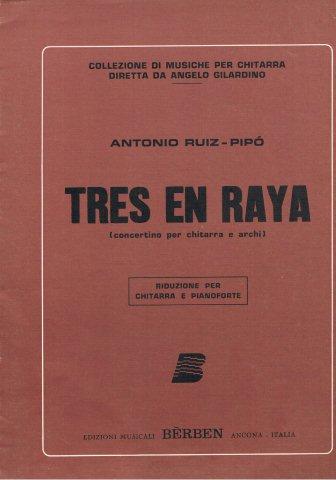 COLLEZIONE DI MUSICHE PER CHITARRA
DIRETTA DA ANGELO GILARDINO
ANTONIO RUIZ-PIPÓ
TRES EN RAYA
(concertino per chitarra e archi)
RIDUZIONE PER
CHITARRA E PIANOFORTE
B
EDIZIONI MUSICALI BÈRBEN ANCONA - ITALIA